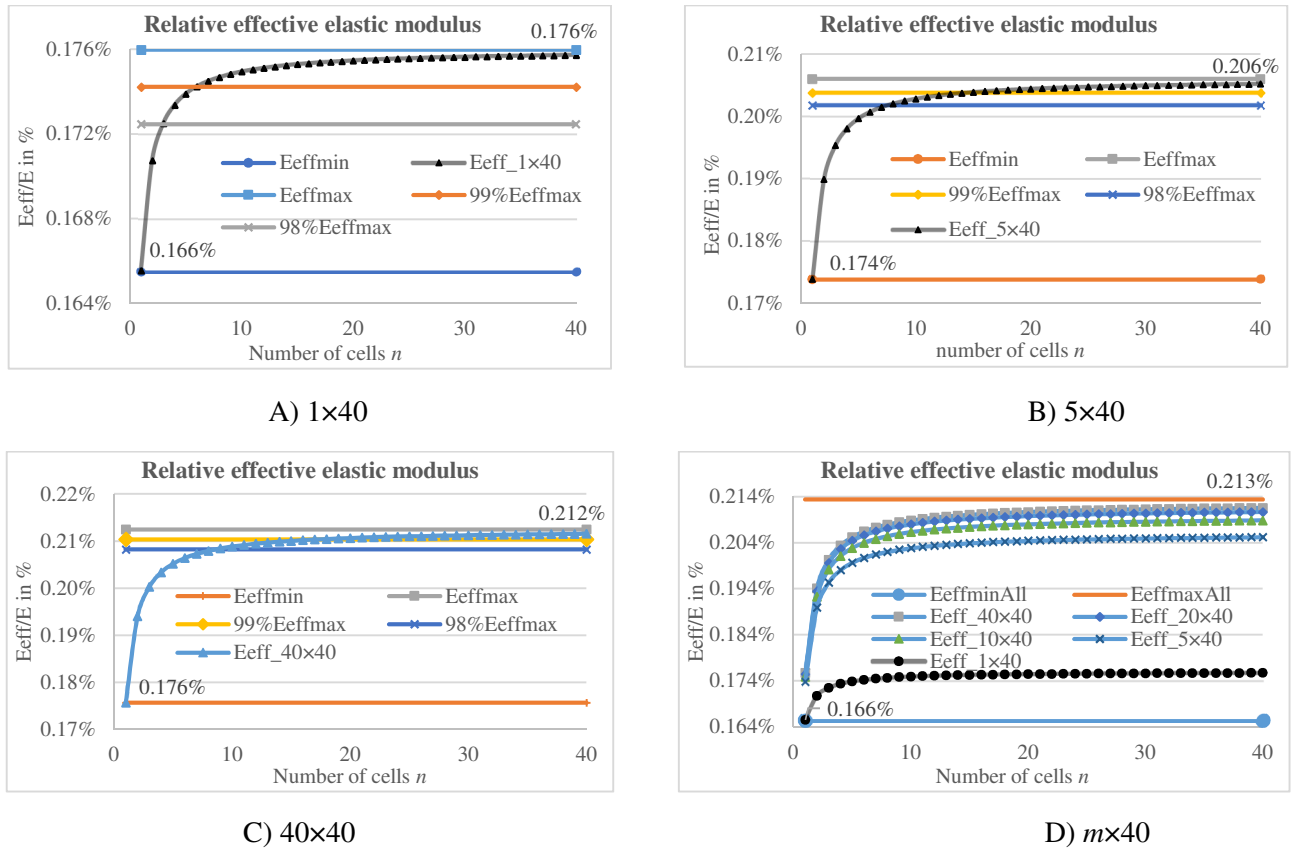 Relative effective elastic modulus
0.176%
0.176%
0.172%
0.168%
0.164%
Eeff/E in %
Eeffmin
Eeff_1×40
Eeffmax
99%Eeffmax
98%Eeffmax
0.166%
0 10 20 30 40
Number of cells n
A) 1×40
Relative effective elastic modulus
0.21%
0.20%
0.19%
0.18%
0.17%
Eeff/E in %
0.206%
Eeffmin
Eeffmax
99%Eeffmax
98%Eeffmax
Eeff_5×40
0.174%
0 10 20 30 40
number of cells n
B) 5×40
Relative effective elastic modulus
0.22%
0.21%
0.20%
0.19%
0.18%
0.17%
Eeff/E in %
0.212%
Eeffmin
Eeffmax
99%Eeffmax
98%Eeffmax
Eeff_40×40
0.176%
0 10 20 30 40
Number of cells n
C) 40×40
Relative effective elastic modulus
0.213%
0.214%
0.204%
0.194%
0.184%
0.174%
0.164%
Eeff/E in %
EeffminAll
EeffmaxAll
Eeff_40×40
Eeff_20×40
Eeff_10×40
Eeff_5×40
Eeff_1×40
0.166%
0 10 20 30 40
Number of cells n
D) m×40